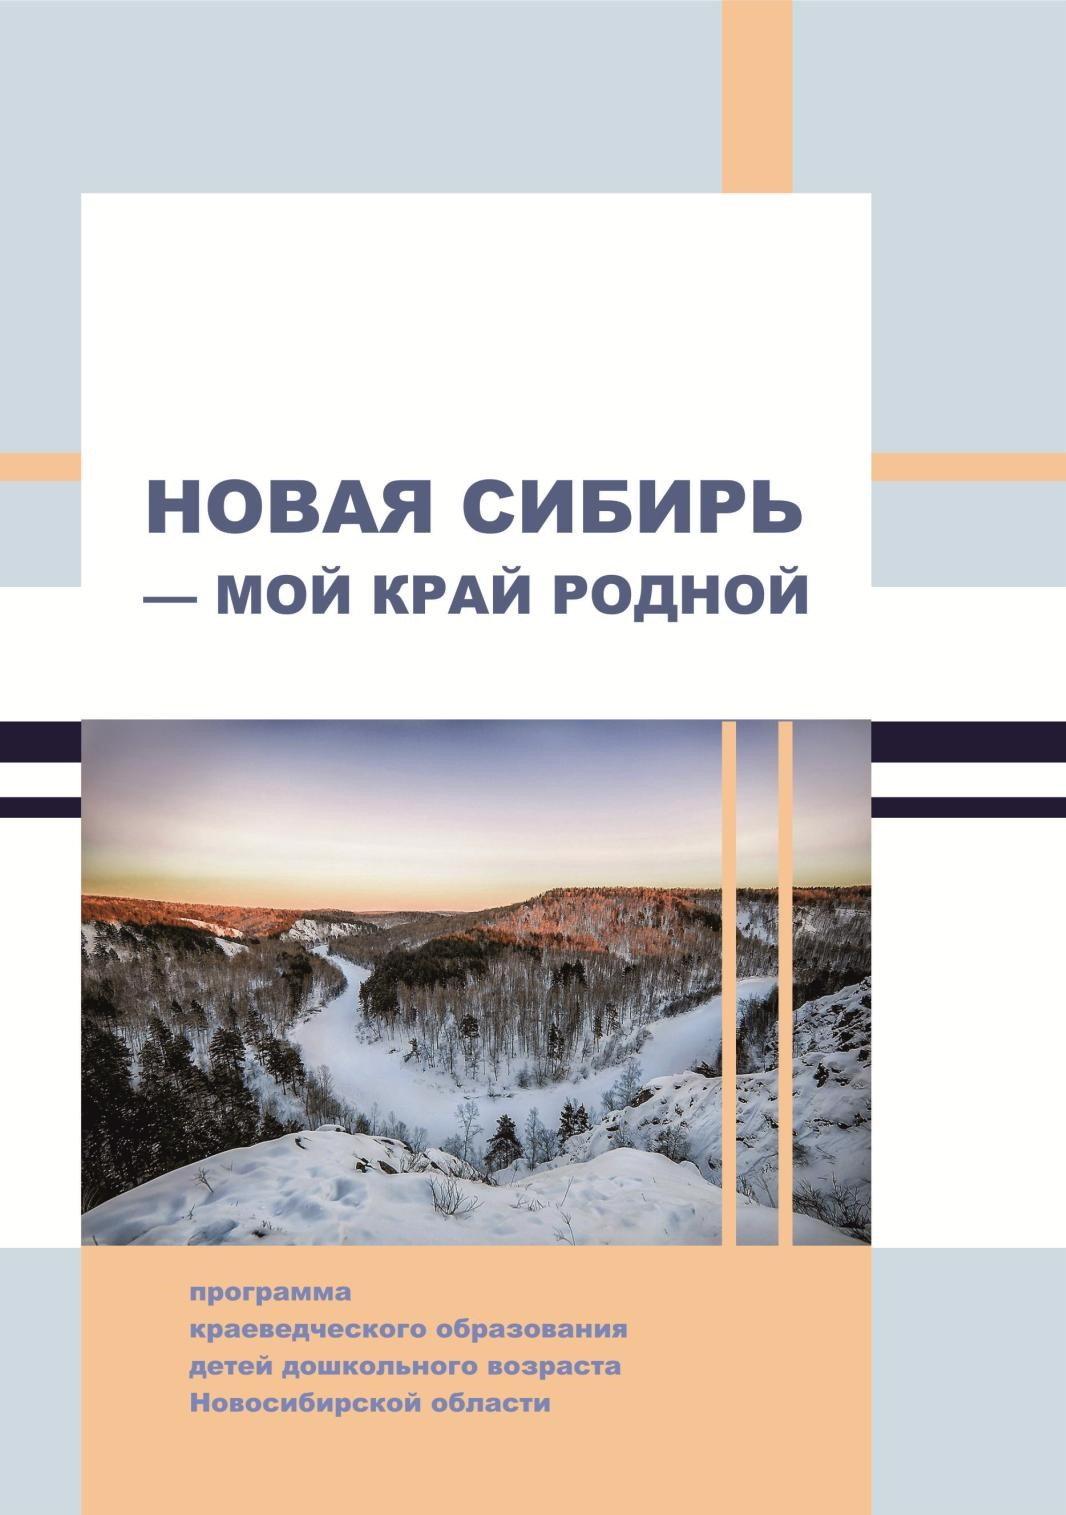 НОВАЯ СИБИРЬ
— МОЙ КРАЙ РОДНОЙ
программа
краеведческого образования
детей дошкольного возраста
Новосибирской области